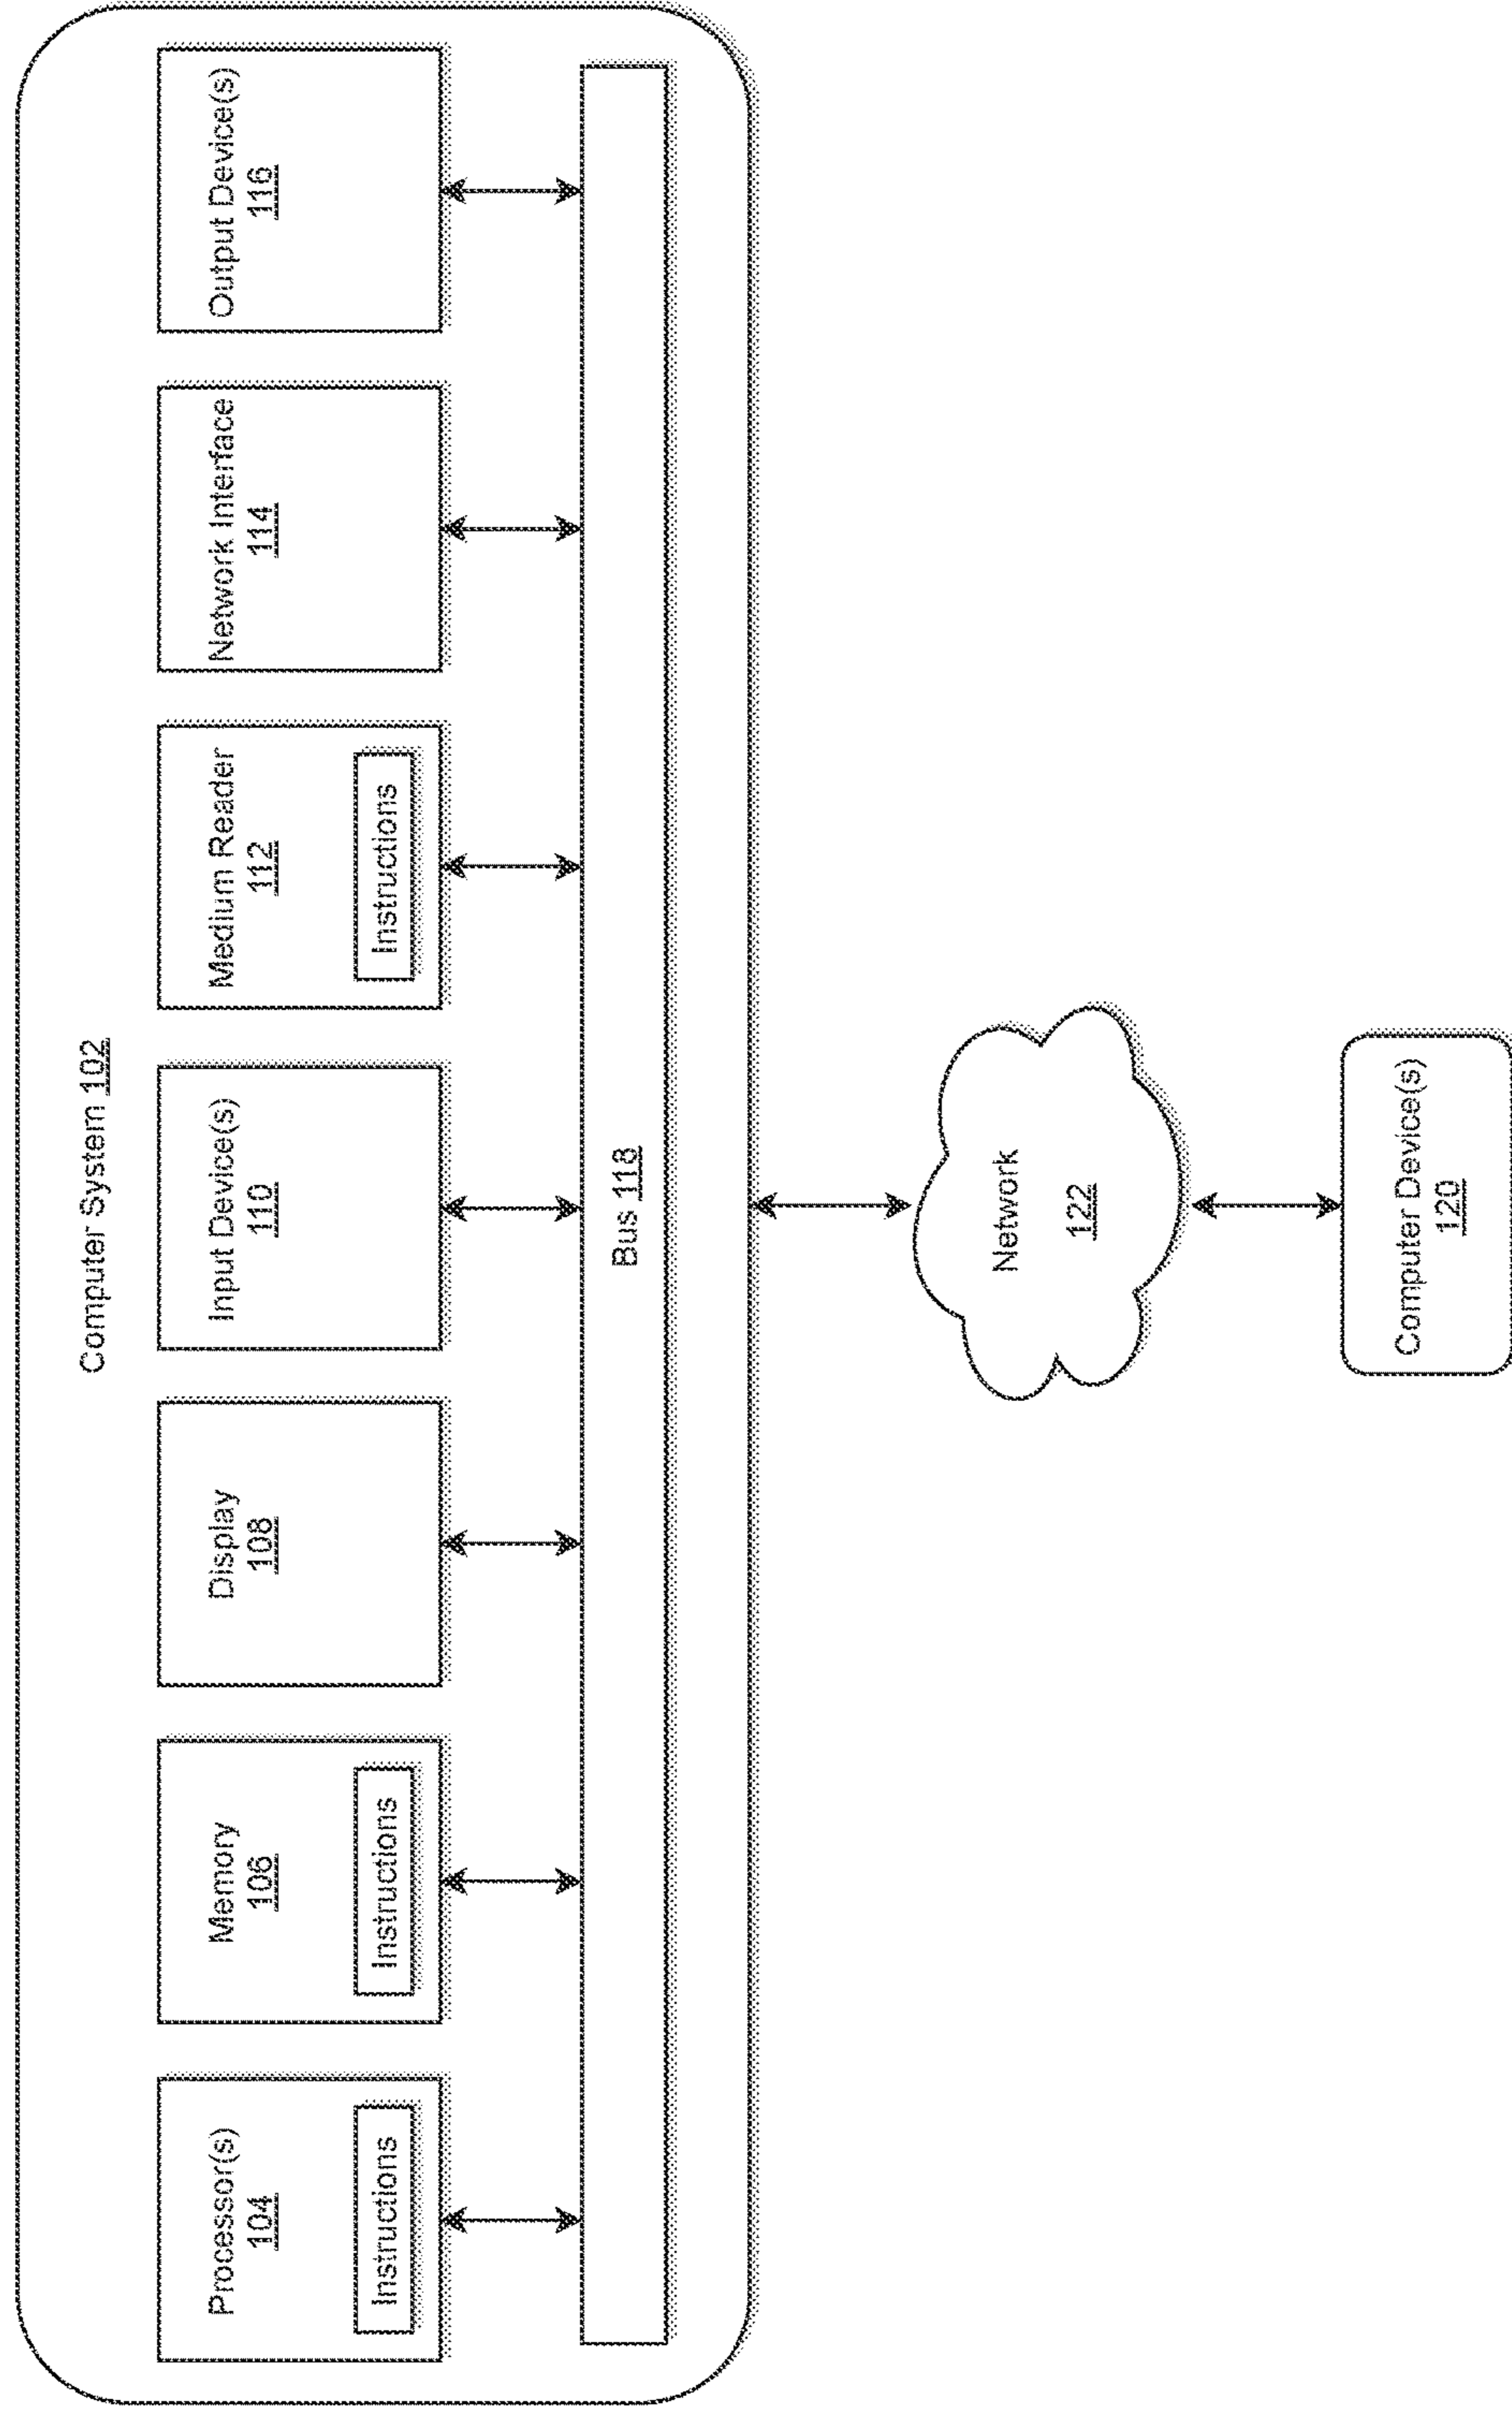 Computer System 102
Processor(s)
104
Instructions
Memory
106
Instructions
Display
108
Input Device(s)
110
Medium Reader
112
Instructions
Network Interface
114
Output Device(s)
116
Bus 118
Network
122
Computer Device(s)
120